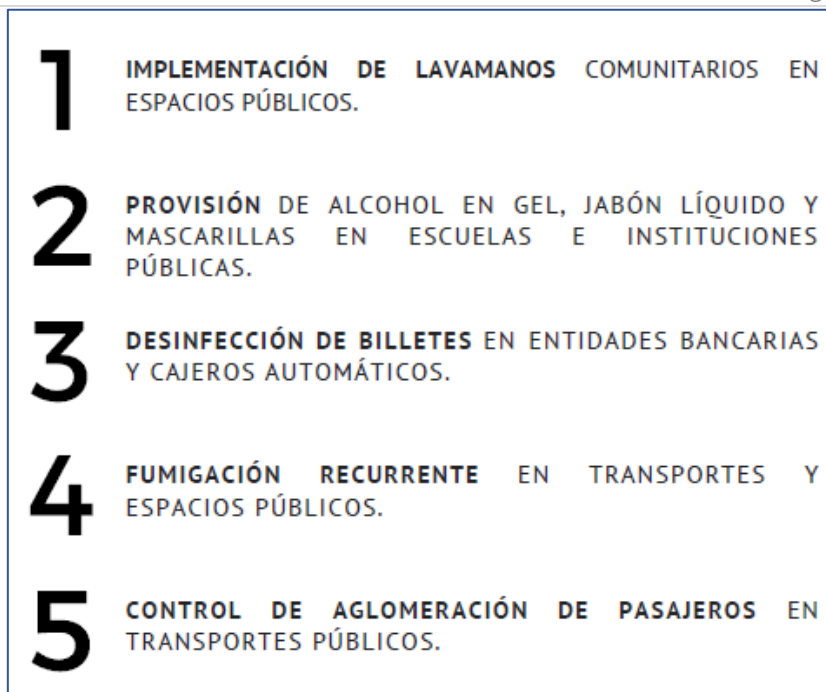 1
IMPLEMENTACIÓN DE LAVAMANOS COMUNITARIOS EN
ESPACIOS PÚBLICOS.
2
PROVISIÓN DE ALCOHOL EN GEL, JABÓN LÍQUIDO Y
MASCARILLAS EN ESCUELAS E INSTITUCIONES
PÚBLICAS.
3
DESINFECCIÓN DE BILLETES EN ENTIDADES BANCARIAS
Y CAJEROS AUTOMÁTICOS.
4
FUMIGACIÓN RECURRENTE EN TRANSPORTES Y
ESPACIOS PÚBLICOS.
5
CONTROL DE AGLOMERACIÓN DE PASAJEROS EN
TRANSPORTES PÚBLICOS.